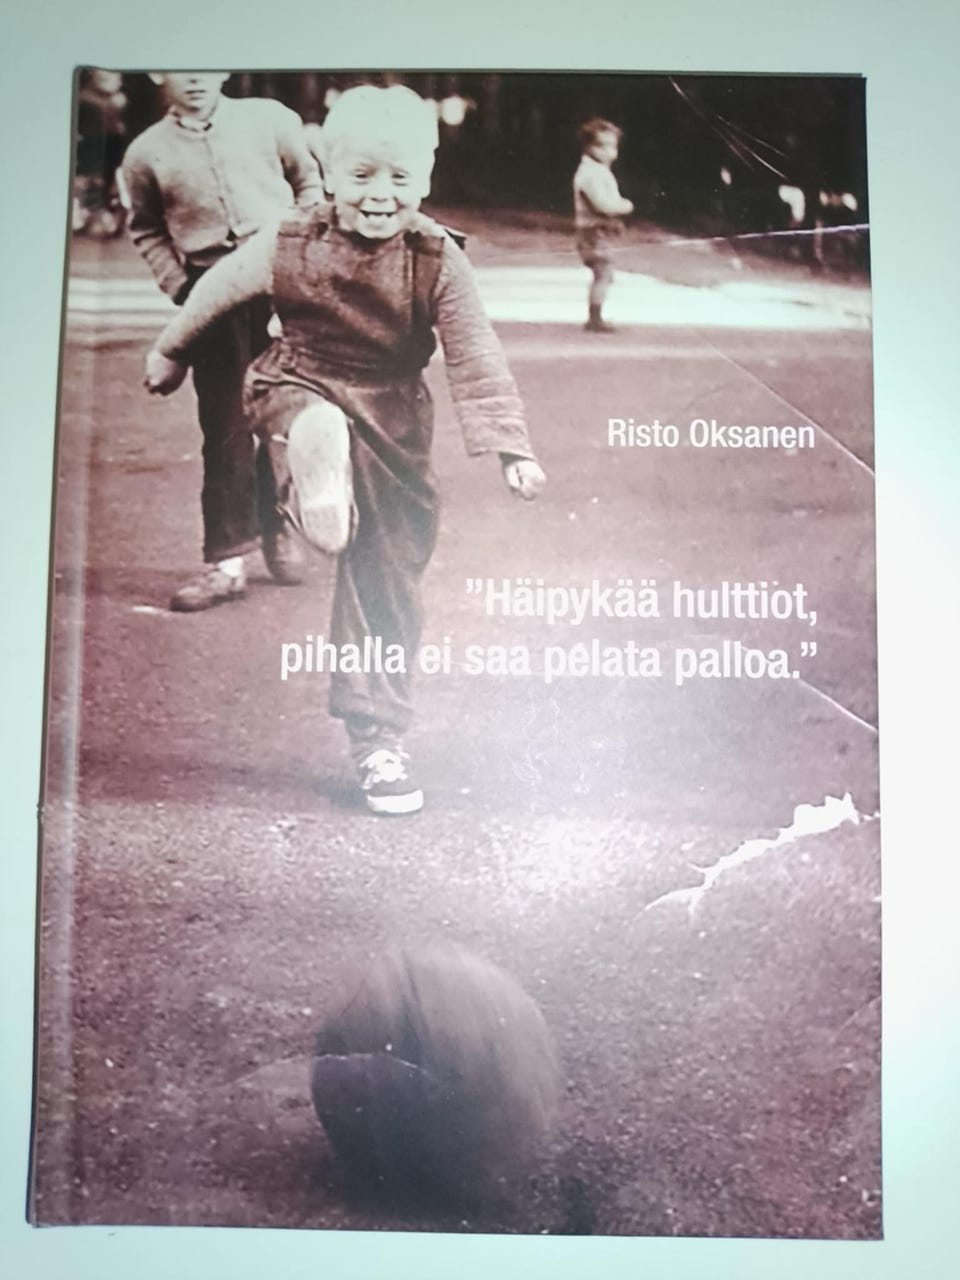 Risto Oksanen
”Häipykää hulttiot,
pihalla ei saa pelata palloa.”